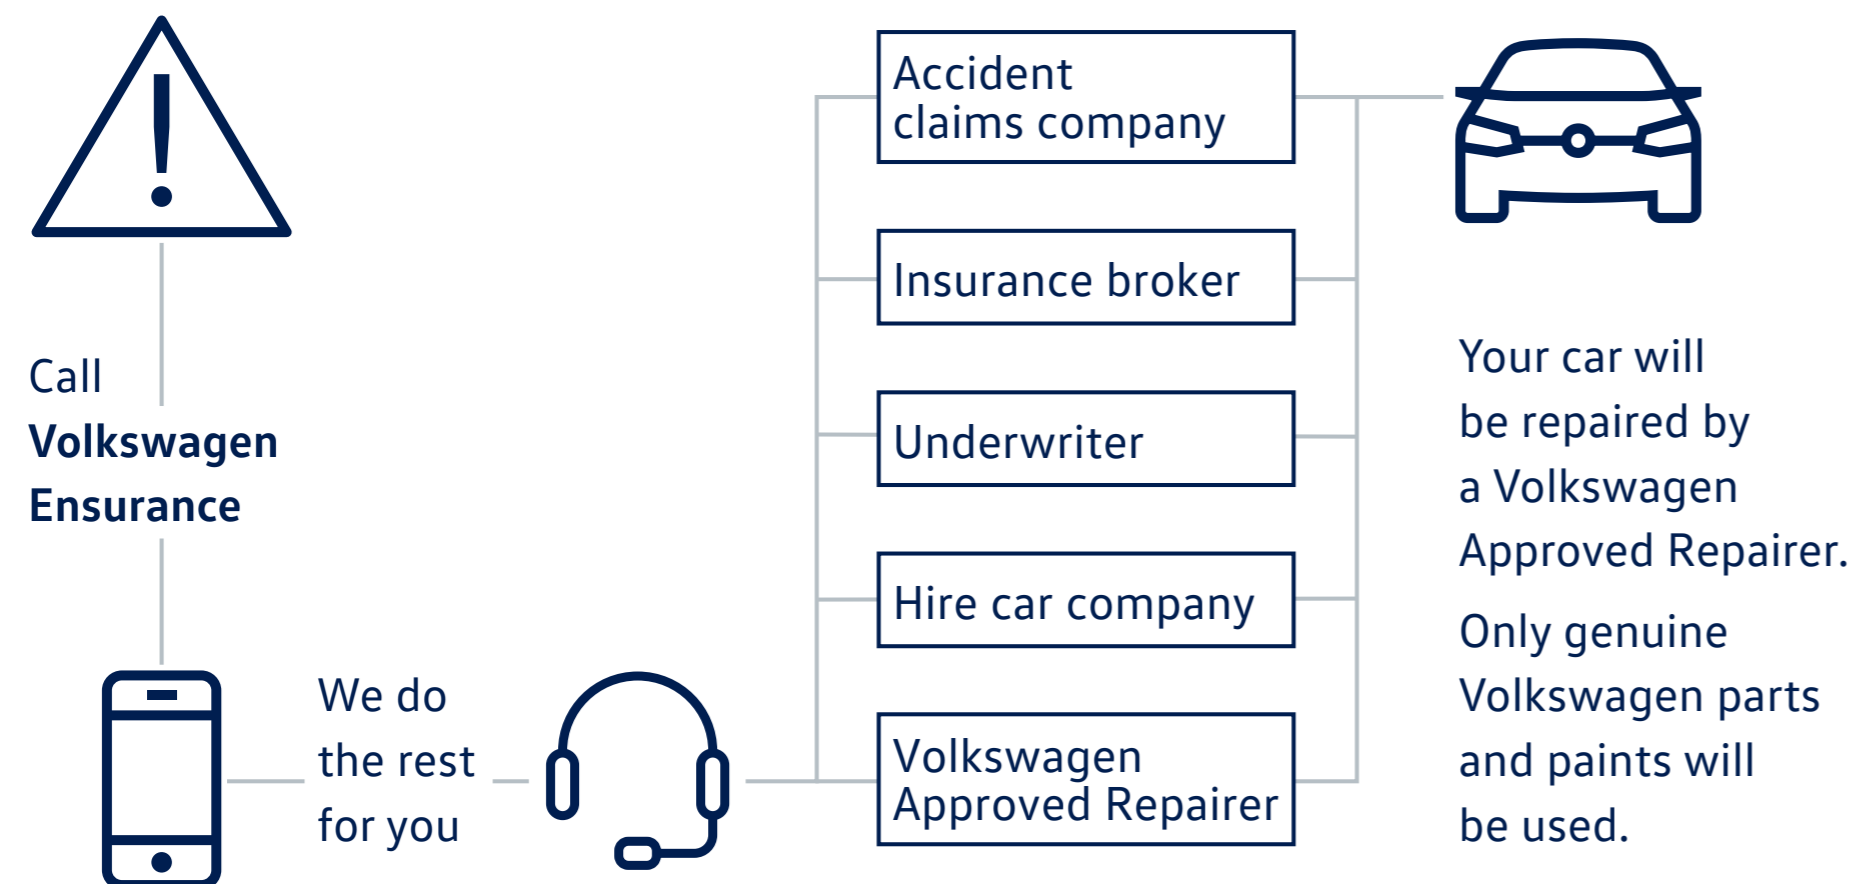 Call
Volkswagen
Ensurance
We do
the rest
for you
Accident
claims company
Insurance broker
Underwriter
Hire car company
Volkswagen
Approved Repairer
Your car will
be repaired by
a Volkswagen
Approved Repairer.
Only genuine
Volkswagen parts
and paints will
be used.